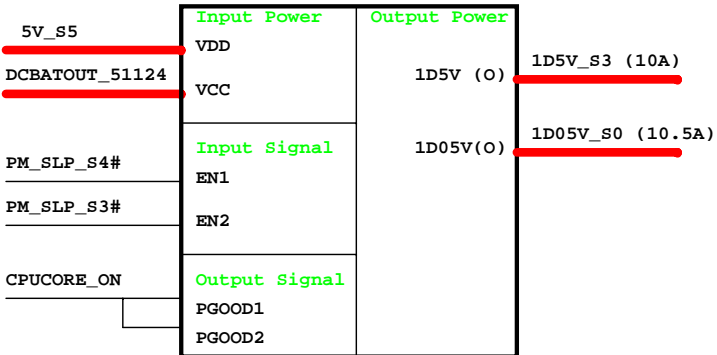 Input Power
Output Power
5V_S5
VDD
DCBATOUT_51124
VCC
1D5V (O)
1D5V_S3 (10A)
Input Signal
1D05V(O)
1D05V_S0 (10.5A)
PM_SLP_S4#
EN1
PM_SLP_S3#
EN2
CPUCORE_ON
Output Signal
PGOOD1
PGOOD2